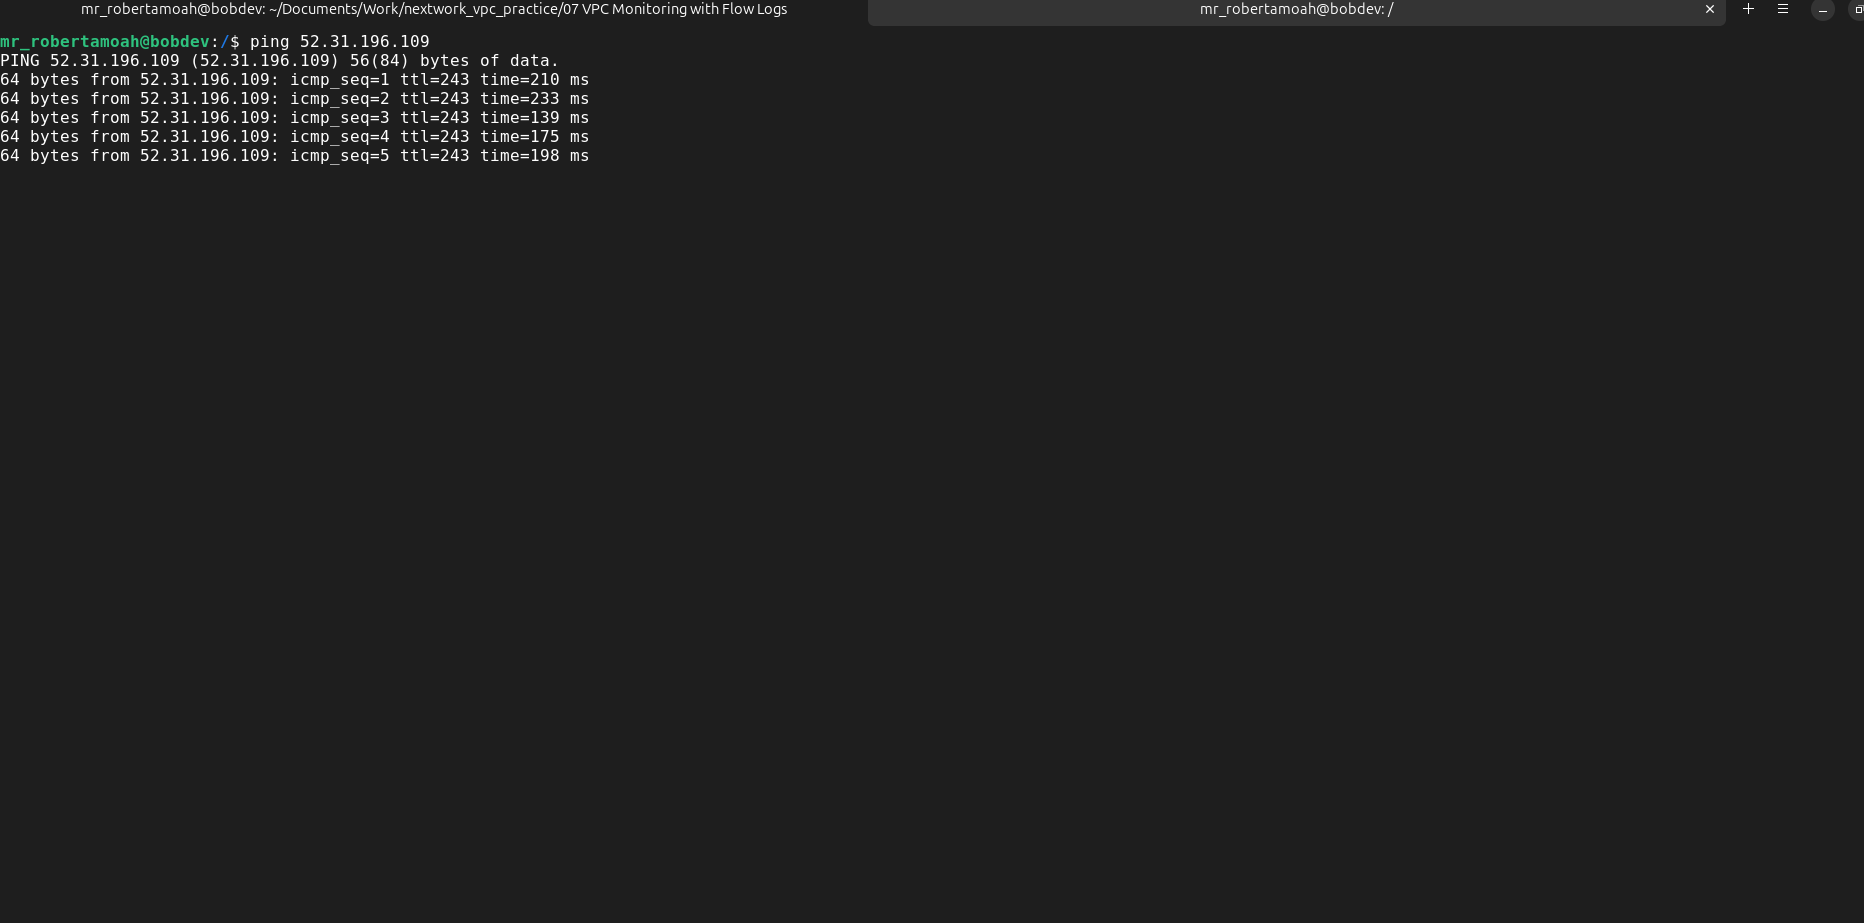 mr_robertamoah@bobdev: ~/Documents/Work/nextwork_vpc_practice/07 VPC Monitoring with Flow Logs
mr_robertamoah@bobdev: /
mr_robertamoah@bobdev:/$ ping 52.31.196.109
PING 52.31.196.109 (52.31.196.109) 56(84) bytes of data.
64 bytes from 52.31.196.109: icmp_seq=1 ttl=243 time=210 ms
64 bytes from 52.31.196.109: icmp_seq=2 ttl=243 time=233 ms
64 bytes from 52.31.196.109: icmp_seq=3 ttl=243 time=139 ms
64 bytes from 52.31.196.109: icmp_seq=4 ttl=243 time=175 ms
64 bytes from 52.31.196.109: icmp_seq=5 ttl=243 time=198 ms